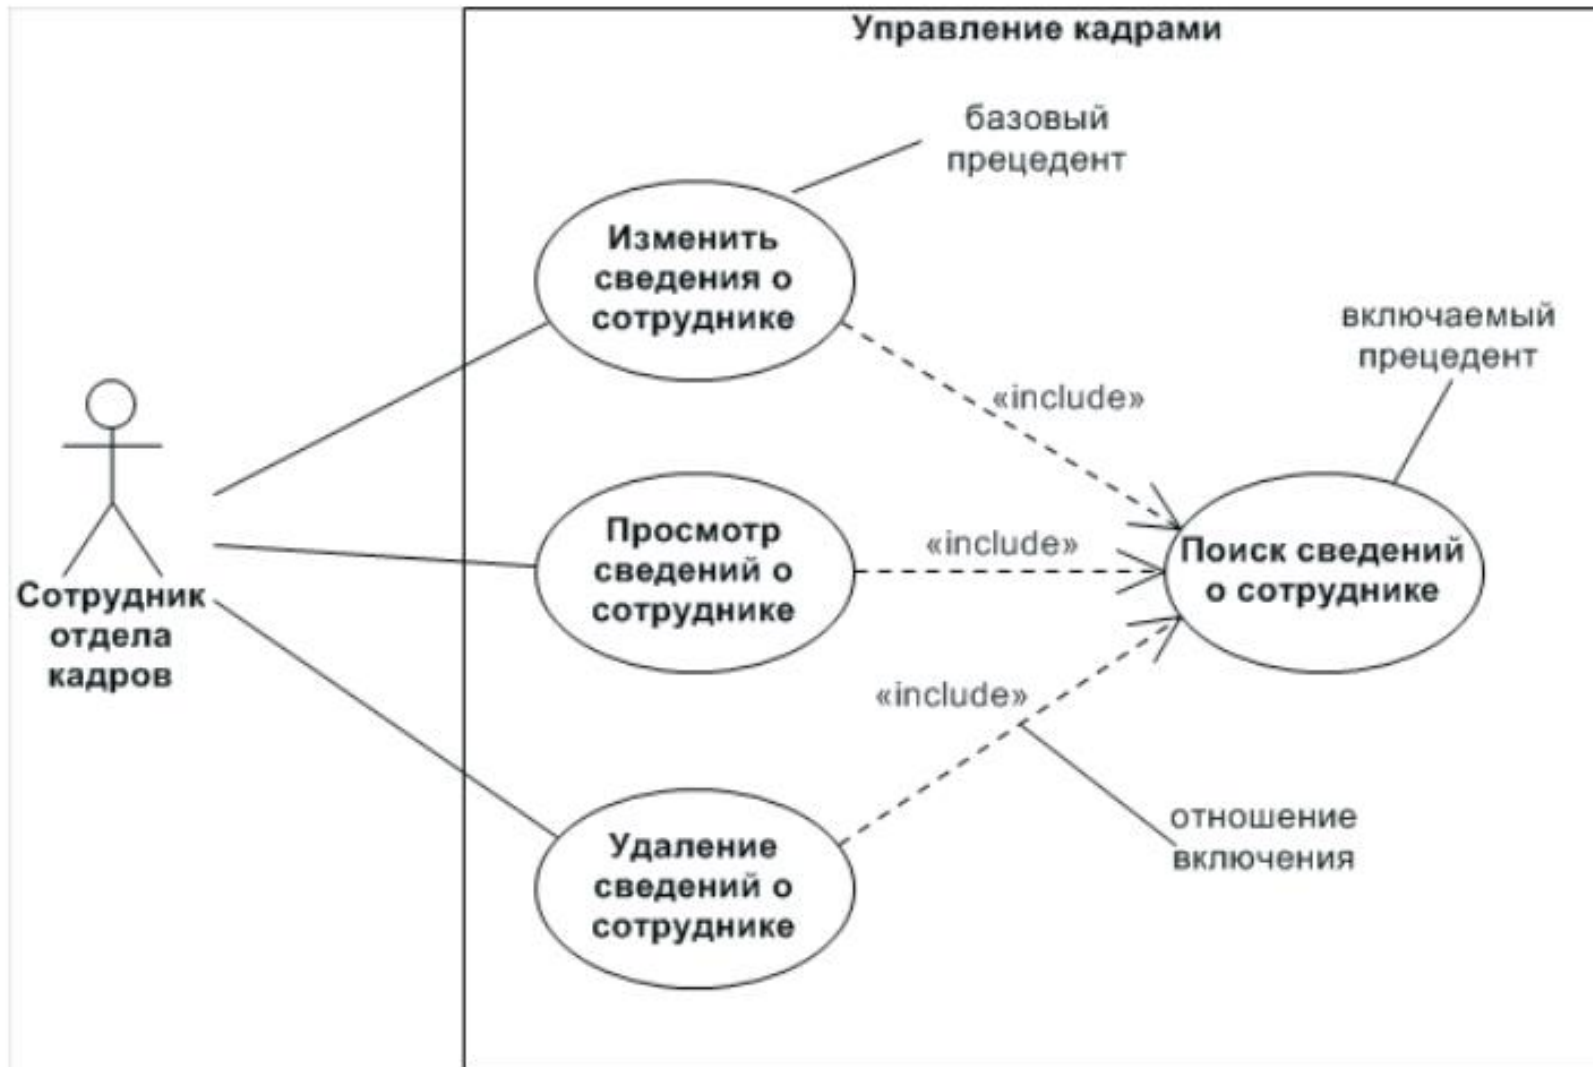 Управление кадрами
базовый
прецедент
Изменить
сведения о
сотруднике
включаемый
прецедент
«include»
Просмотр
сведений о
сотруднике
«include»
Поиск сведений
о сотруднике
Сотрудник
отдела
кадров
«include»
отношение
включения
Удаление
сведений о
сотруднике